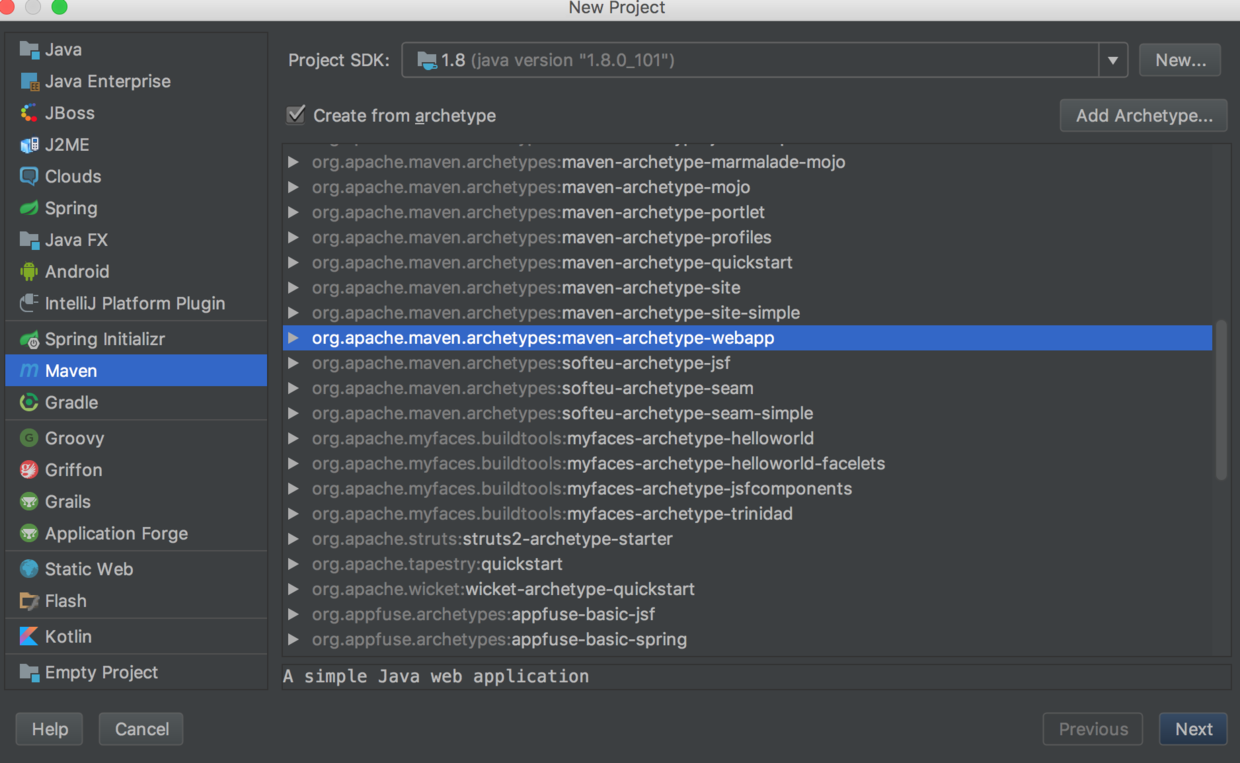 New Project
Java
Java Enterprise
JBoss
J2ME
Clouds
Spring
Java FX
Android
IntelliJ Platform Plugin
Spring Initializr
Maven
Gradle
Groovy
Griffon
Grails
Application Forge
Static Web
Flash
Kotlin
Empty Project
Project SDK: 1.8 (java version "1.8.0_101") New...
Create from archetype Add Archetype...
org.apache.maven.archetypes:maven-archetype-marmalade-mojo
org.apache.maven.archetypes:maven-archetype-mojo
org.apache.maven.archetypes:maven-archetype-portlet
org.apache.maven.archetypes:maven-archetype-profiles
org.apache.maven.archetypes:maven-archetype-quickstart
org.apache.maven.archetypes:maven-archetype-site
org.apache.maven.archetypes:maven-archetype-site-simple
org.apache.maven.archetypes:maven-archetype-webapp
org.apache.maven.archetypes:softeu-archetype-jsf
org.apache.maven.archetypes:softeu-archetype-seam
org.apache.maven.archetypes:softeu-archetype-seam-simple
org.apache.myfaces.buildtools:myfaces-archetype-helloworld
org.apache.myfaces.buildtools:myfaces-archetype-helloworld-facelets
org.apache.myfaces.buildtools:myfaces-archetype-jsfcomponents
org.apache.myfaces.buildtools:myfaces-archetype-trinidad
org.apache.struts:struts2-archetype-starter
org.apache.tapestry:quickstart
org.apache.wicket:wicket-archetype-quickstart
org.appfuse.archetypes:appfuse-basic-jsf
org.appfuse.archetypes:appfuse-basic-spring
A simple Java web application
Help Cancel Previous Next